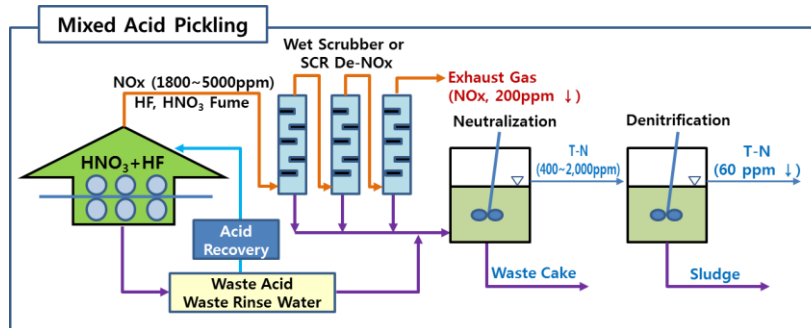 Mixed Acid Pickling
Wet Scrubber or
SCR De-NOx
NOx (1800~5000ppm)
HF, HNO₃ Fume
Exhaust Gas
(NOx, 200ppm ↓)
Neutralization
Denitrification
HNO₃+HF
T-N
(400~2,000ppm)
T-N
(60 ppm ↓)
Acid
Recovery
Waste Acid
Waste Rinse Water
Waste Cake
Sludge